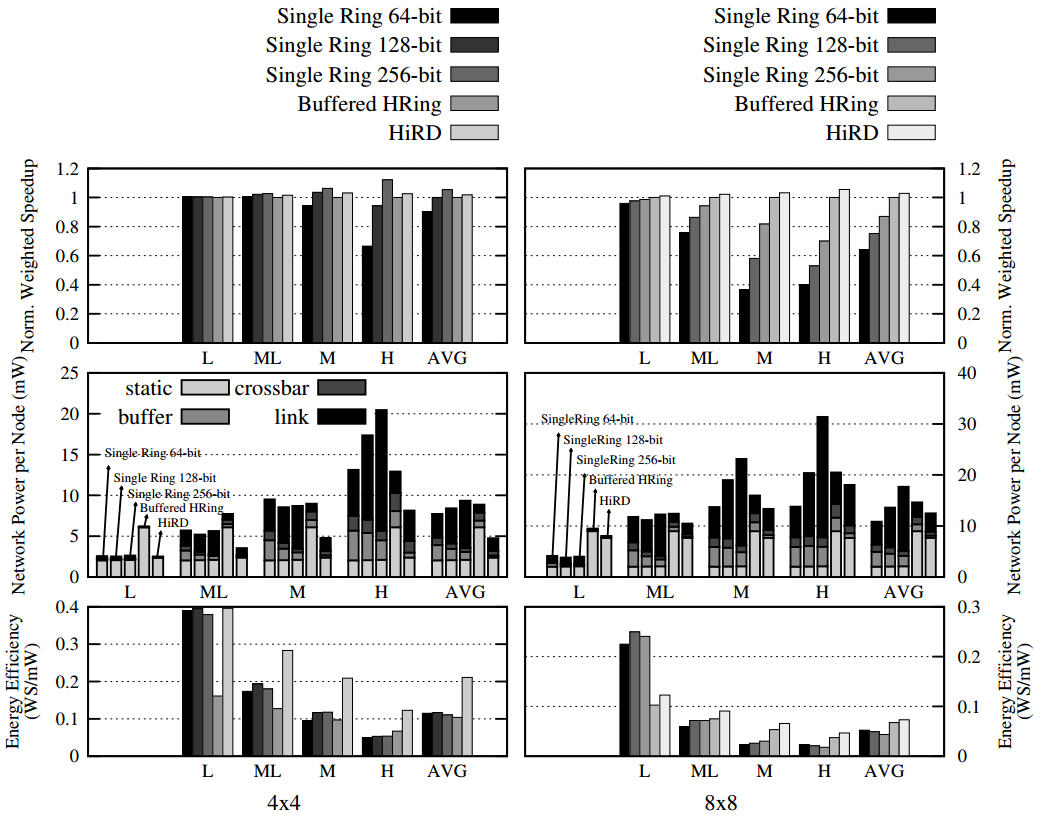 Single Ring 64-bit
Single Ring 128-bit
Single Ring 256-bit
Buffered HRing
HiRD
Single Ring 64-bit
Single Ring 128-bit
Single Ring 256-bit
Buffered HRing
HiRD
Norm. Weighted Speedup
1.2
1
0.8
0.6
0.4
0.2
0
L ML M H AVG
1.2
1
0.8
0.6
0.4
0.2
0
Norm. Weighted Speedup
L ML M H AVG
Network Power per Node (mW)
25
20
15
10
5
0
static crossbar
buffer link
Single Ring 64-bit
Single Ring 128-bit
Single Ring 256-bit
Buffered HRing
HiRD
L ML M H AVG
40
30
20
10
0
Network Power per Node (mW)
SingleRing 64-bit
SingleRing 128-bit
SingleRing 256-bit
Buffered HRing
HiRD
L ML M H AVG
Energy Efficiency
(WS/mW)
0.4
0.3
0.2
0.1
0
L ML M H AVG
4x4
0.3
0.2
0.1
0
Energy Efficiency
(WS/mW)
L ML M H AVG
8x8